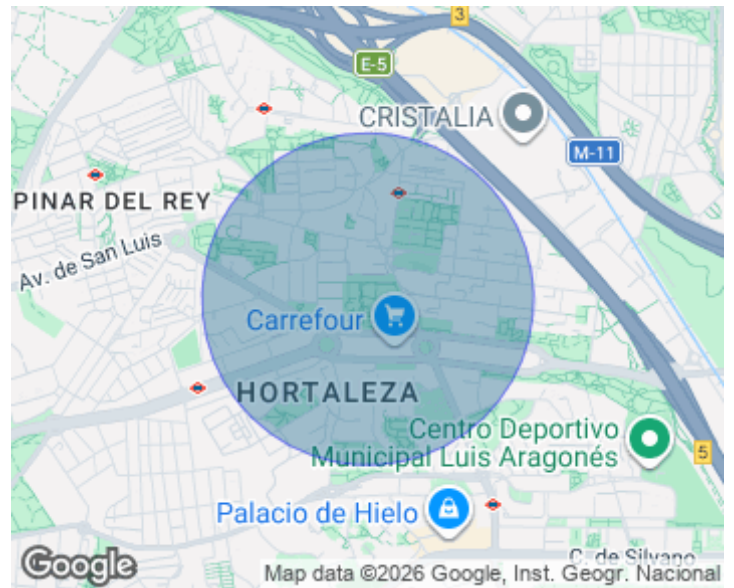 3
E-5
CRISTALIA
M-11
PINAR DEL REY
Av. de San Luis
Carrefour
HORTALEZA
Centro Deportivo
Municipal Luis Aragonés
5
Palacio de Hielo
C. de Silvano
Google
Map data ©2026 Google, Inst. Geogr. Nacional